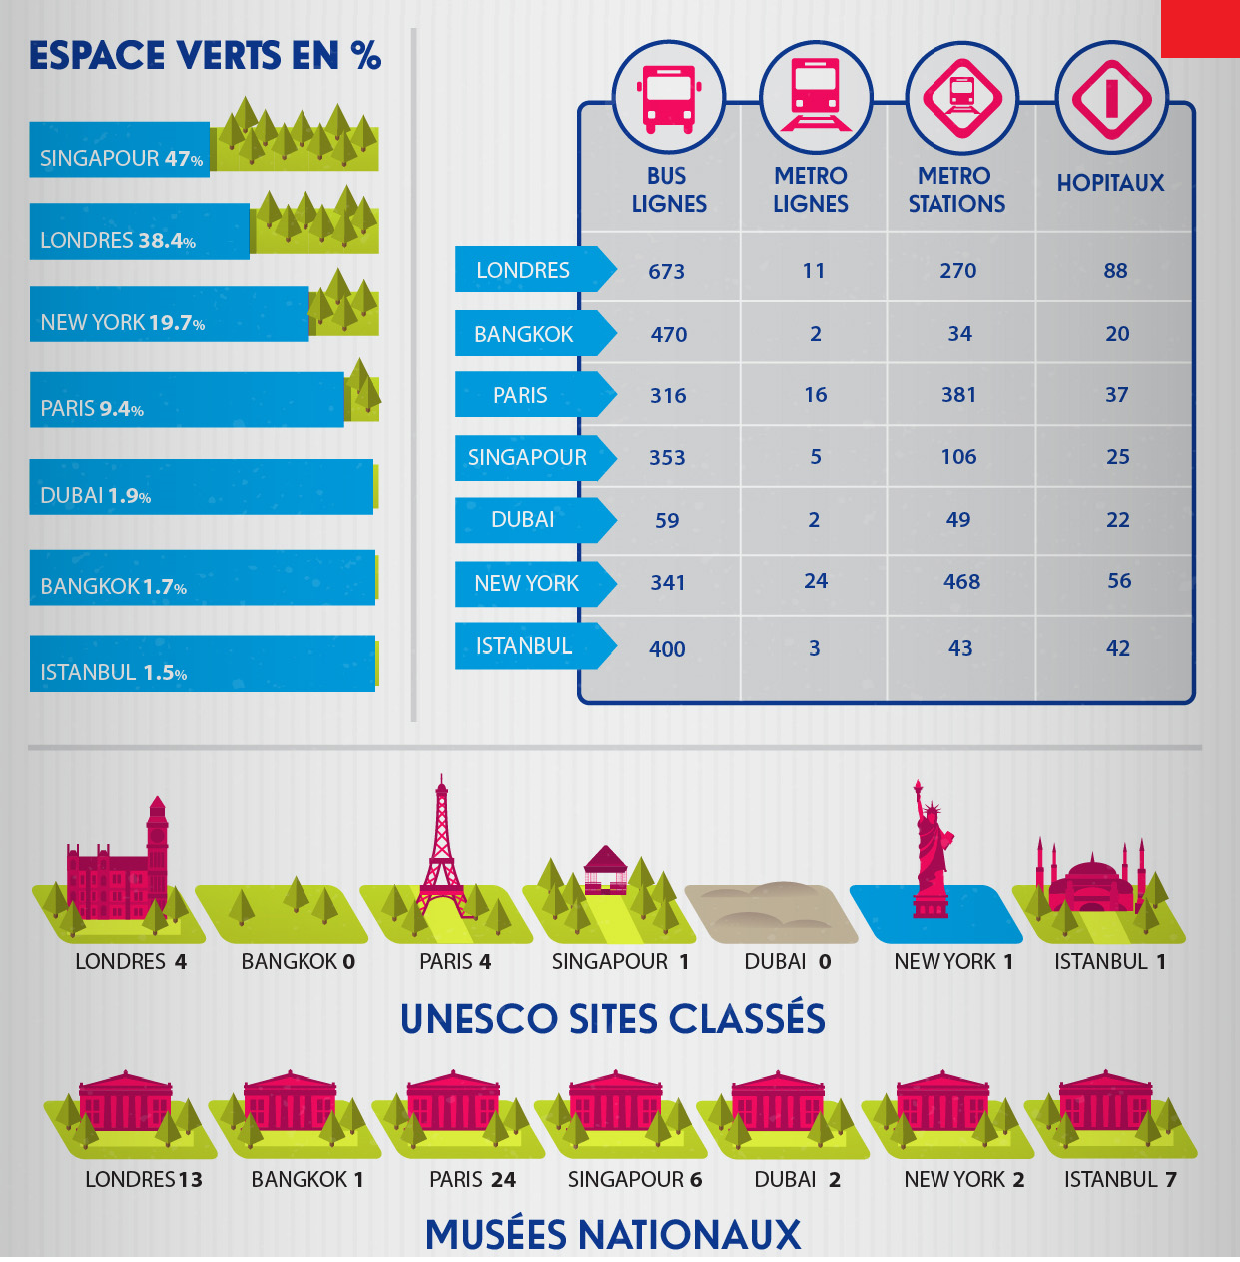 ESPACE VERTS EN %
SINGAPOUR 47%
LONDRES 38.4%
NEW YORK 19.7%
PARIS 9.4%
DUBAI 1.9%
BANGKOK 1.7%
ISTANBUL 1.5%
BUS LIGNES METRO LIGNES METRO STATIONS HOPITAUX
LONDRES 673 11 270 88
BANGKOK 470 2 34 20
PARIS 316 16 381 37
SINGAPOUR 353 5 106 25
DUBAI 59 2 49 22
NEW YORK 341 24 468 56
ISTANBUL 400 3 43 42
LONDRES 4 BANGKOK 0 PARIS 4 SINGAPOUR 1 DUBAI 0 NEW YORK 1 ISTANBUL 1
UNESCO SITES CLASSÉS
LONDRES 13 BANGKOK 1 PARIS 24 SINGAPOUR 6 DUBAI 2 NEW YORK 2 ISTANBUL 7
MUSÉES NATIONAUX